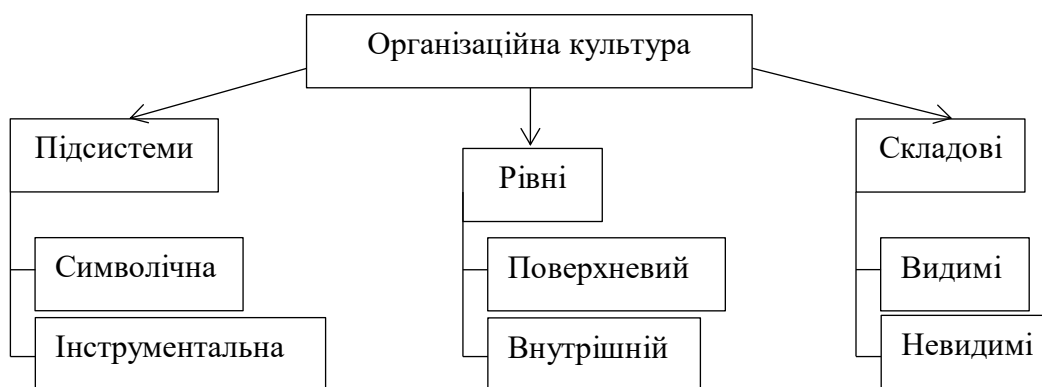 Організаційна культура
Підсистеми
Символічна
Інструментальна
Рівні
Поверхневий
Внутрішній
Складові
Видимі
Невидимі